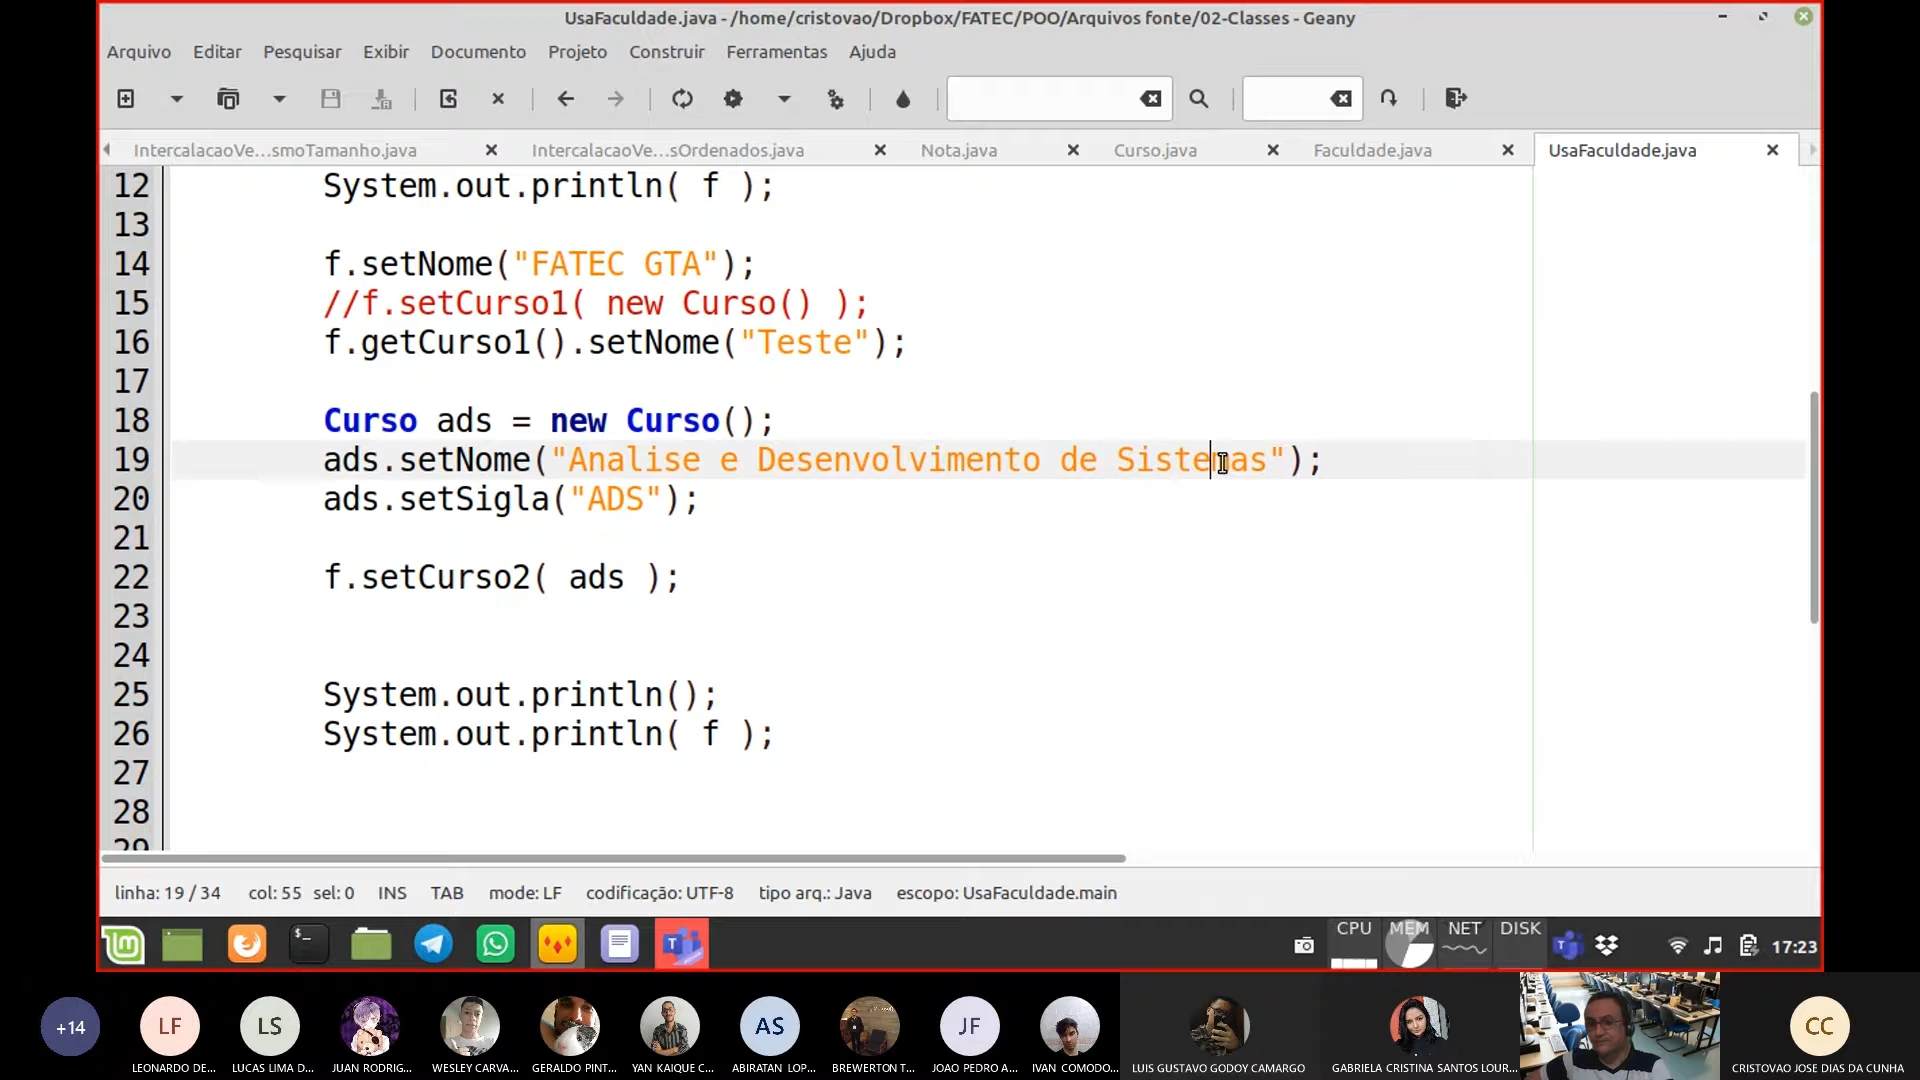 UsaFaculdade.java - /home/cristovao/Dropbox/FATEC/POO/Arquivos fonte/02-Classes - Geany
Arquivo Editar Pesquisar Exibir Documento Projeto Construir Ferramentas Ajuda
IntercalacaoVe...smoTamanho.java IntercalacaoVe...sOrdenados.java Nota.java Curso.java Faculdade.java UsaFaculdade.java
12 System.out.println( f );
13
14 f.setNome("FATEC GTA");
15 //f.setCurso1( new Curso() );
16 f.getCurso1().setNome("Teste");
17
18 Curso ads = new Curso();
19 ads.setNome("Analise e Desenvolvimento de Sistemas");
20 ads.setSigla("ADS");
21
22 f.setCurso2( ads );
23
24
25 System.out.println();
26 System.out.println( f );
27
28
29
linha: 19 / 34 col: 55 sel: 0 INS TAB mode: LF codificação: UTF-8 tipo arq.: Java escopo: UsaFaculdade.main
CPU MEM NET DISK 17:23
+14 LF LS AS JF CC
LEONARDO DE... LUCAS LIMA D... JUAN RODRIG... WESLEY CARVA... GERALDO PINT... YAN KAIQUE C... ABIRATAN LOP... BREWERTON T... JOAO PEDRO A... IVAN COMODO... LUIS GUSTAVO GODOY CAMARGO GABRIELA CRISTINA SANTOS LOUR... CRISTOVAO JOSE DIAS DA CUNHA